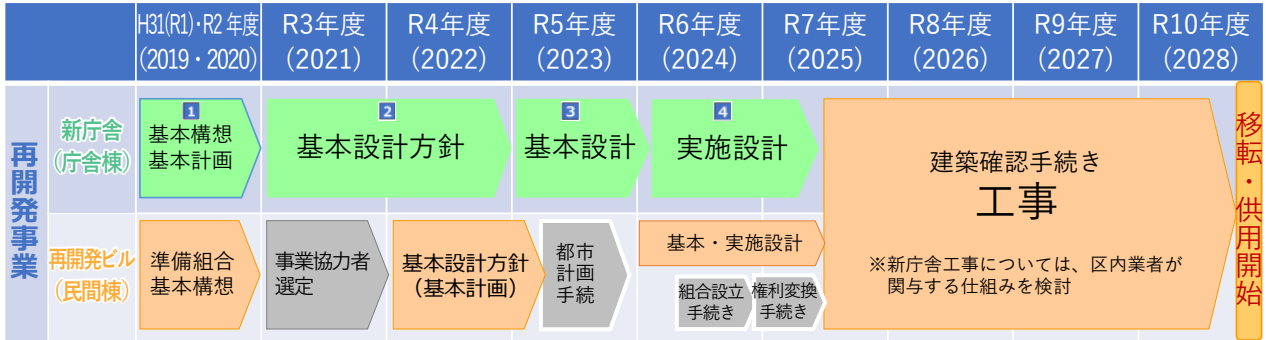 H31(R1)・R2 年度
(2019・2020)
R3年度
(2021)
R4年度
(2022)
R5年度
(2023)
R6年度
(2024)
R7年度
(2025)
R8年度
(2026)
R9年度
(2027)
R10年度
(2028)
再開発事業
新庁舎
(庁舎棟)
1
基本構想
基本計画
2
基本設計方針
3
基本設計
4
実施設計
建築確認手続き
工事
※新庁舎工事については、区内業者が
関与する仕組みを検討
移転・供用開始
再開発ビル
(民間棟)
準備組合
基本構想
事業協力者
選定
基本設計方針
(基本計画)
都市
計画
手続
基本・実施設計
組合設立
手続き
権利変換
手続き